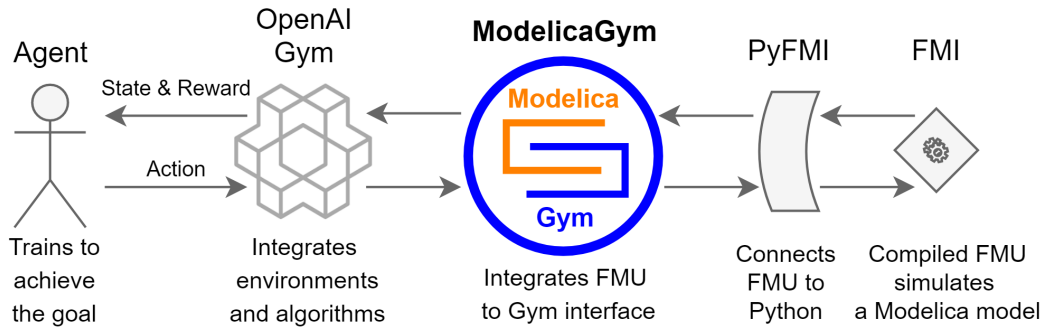 Agent
OpenAI
Gym
ModelicaGym
PyFMI
FMI
State & Reward
Action
Modelica
Gym
Trains to
achieve
the goal
Integrates
environments
and algorithms
Integrates FMU
to Gym interface
Connects
FMU to
Python
Compiled FMU
simulates
a Modelica model